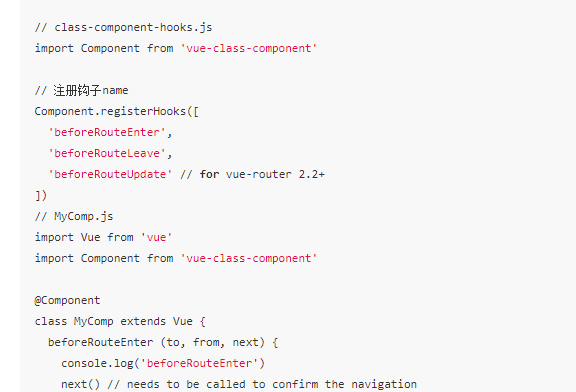 // class-component-hooks.js
import Component from 'vue-class-component'
// 注册钩子name
Component.registerHooks([
'beforeRouteEnter',
'beforeRouteLeave',
'beforeRouteUpdate' // for vue-router 2.2+
])
// MyComp.js
import Vue from 'vue'
import Component from 'vue-class-component'
@Component
class MyComp extends Vue {
beforeRouteEnter (to, from, next) {
console.log('beforeRouteEnter')
next() // needs to be called to confirm the navigation